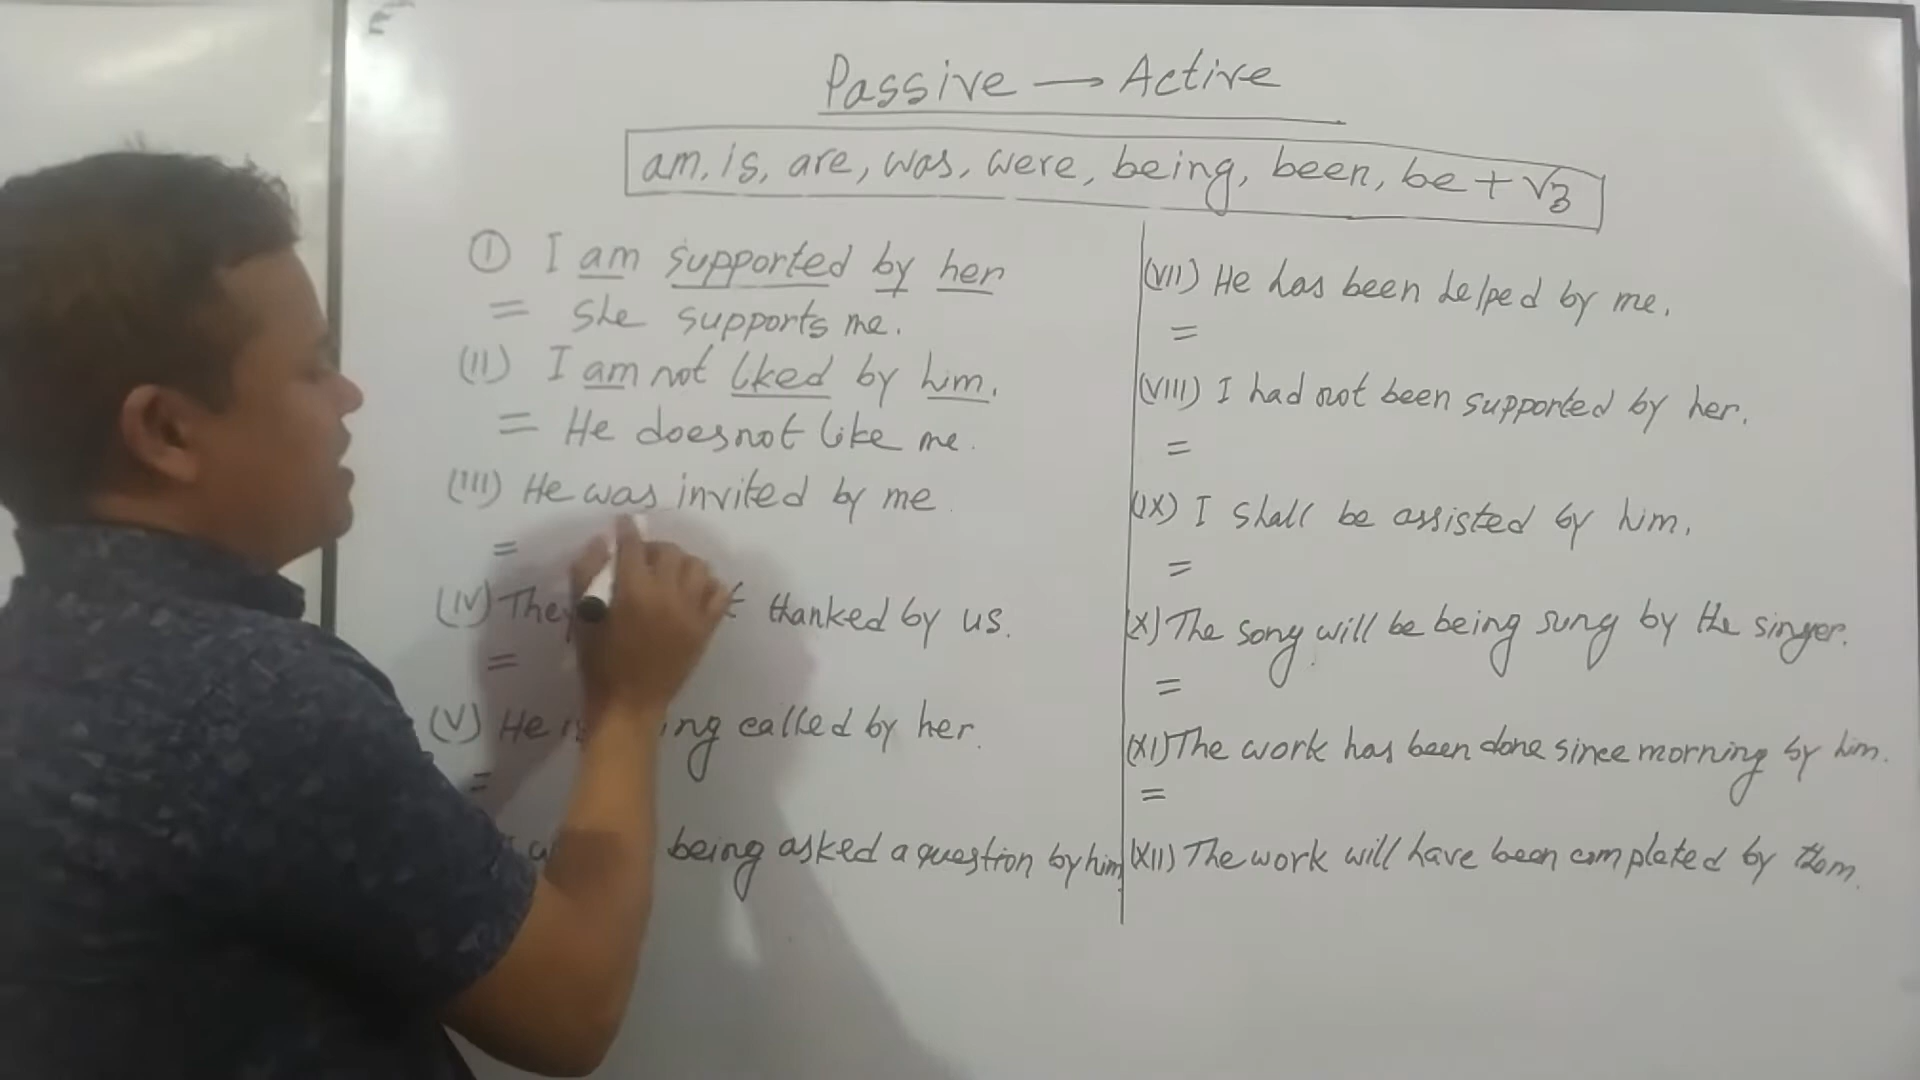 Passive → Active
am, is, are, was, were, being, been, be + V3
① I am supported by her
= She supports me.
(II) I am not liked by him.
= He does not like me.
(III) He was invited by me.
=
(IV) They thanked by us.
=
(V) He called by her.
=
being asked a question by him.
(VII) He has been helped by me.
=
(VIII) I had not been supported by her.
=
(IX) I shall be assisted by him.
=
(X) The song will be being sung by the singer.
=
(XI) The work has been done since morning by him.
=
(XII) The work will have been completed by them.